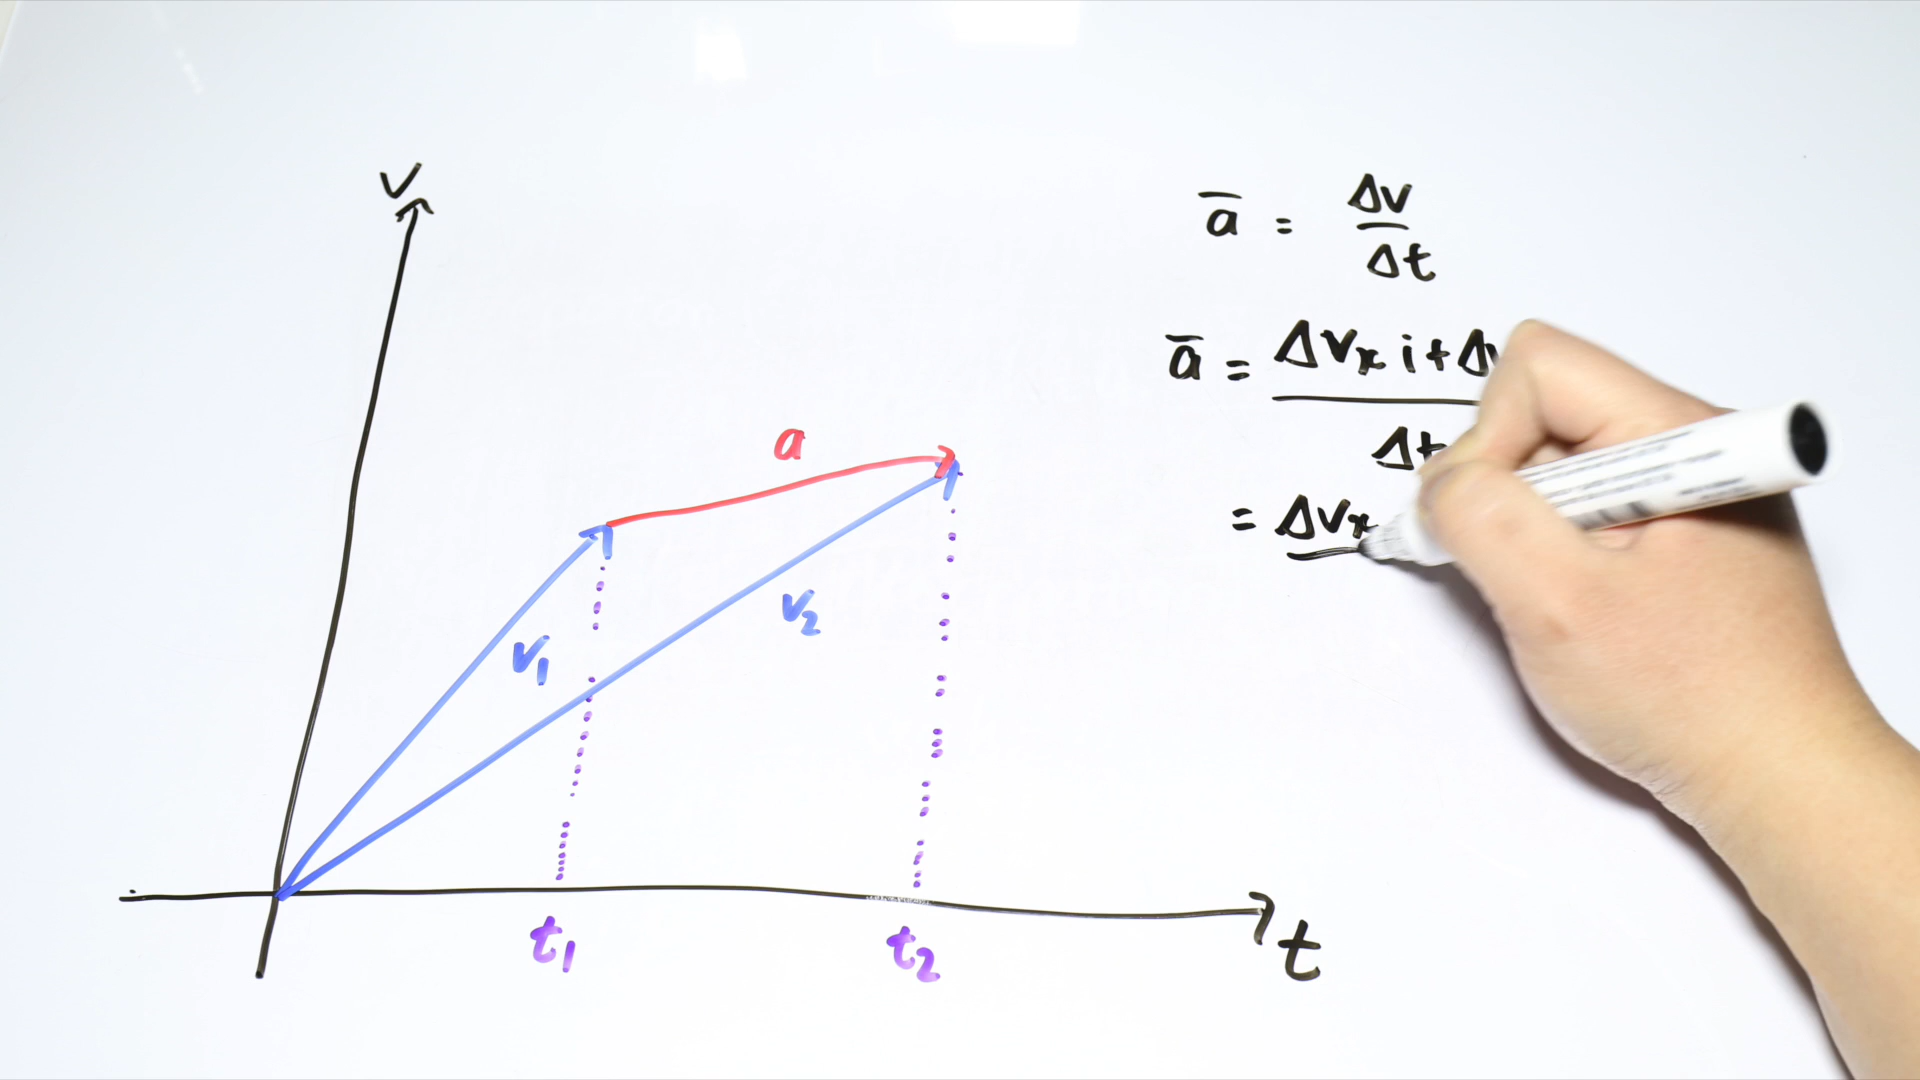 v
a̅ = Δv
Δt
a̅ = Δvx i + Δ
Δt
= Δvx
a
v2
v1
t1
t2
t